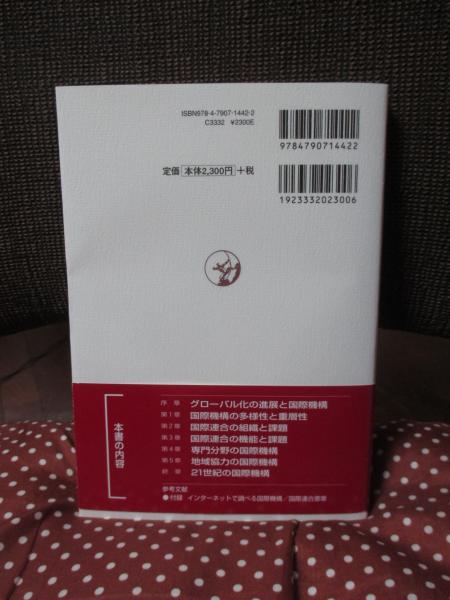 ISBN978-4-7907-1442-2
C3332 ¥2300E
9784790714422
定価 本体2,300円 +税
1923332023006
本書の内容
序 章 グローバル化の進展と国際機構
第1章 国際機構の多様性と重層性
第2章 国際連合の組織と課題
第3章 国際連合の機能と課題
第4章 専門分野の国際機構
第5章 地域協力の国際機構
終 章 21世紀の国際機構
参考文献
●付録 インターネットで調べる国際機構/国際連合憲章